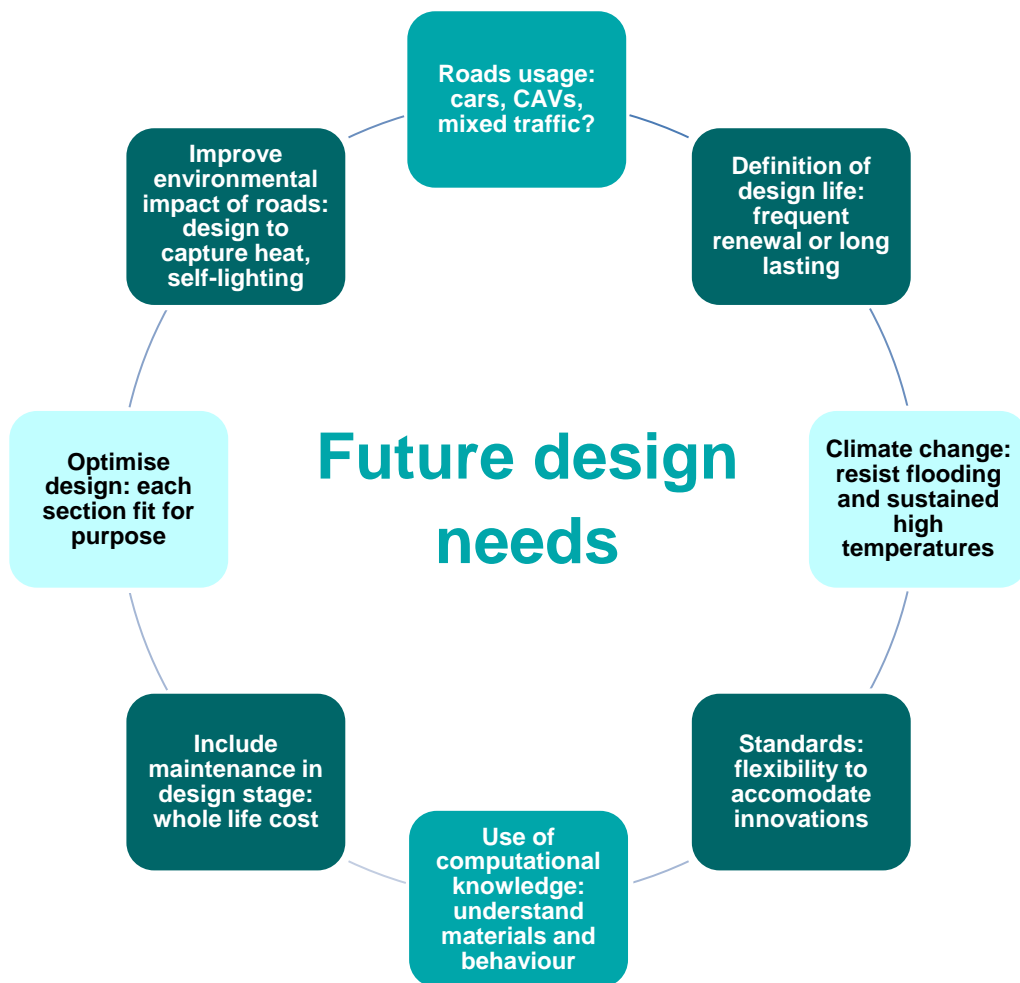 Roads usage:
cars, CAVs,
mixed traffic?
Definition of
design life:
frequent
renewal or long
lasting
Climate change:
resist flooding
and sustained
high
temperatures
Standards:
flexibility to
accomodate
innovations
Use of
computational
knowledge:
understand
materials and
behaviour
Include
maintenance in
design stage:
whole life cost
Optimise
design: each
section fit for
purpose
Improve
environmental
impact of roads:
design to
capture heat,
self-lighting
Future design
needs